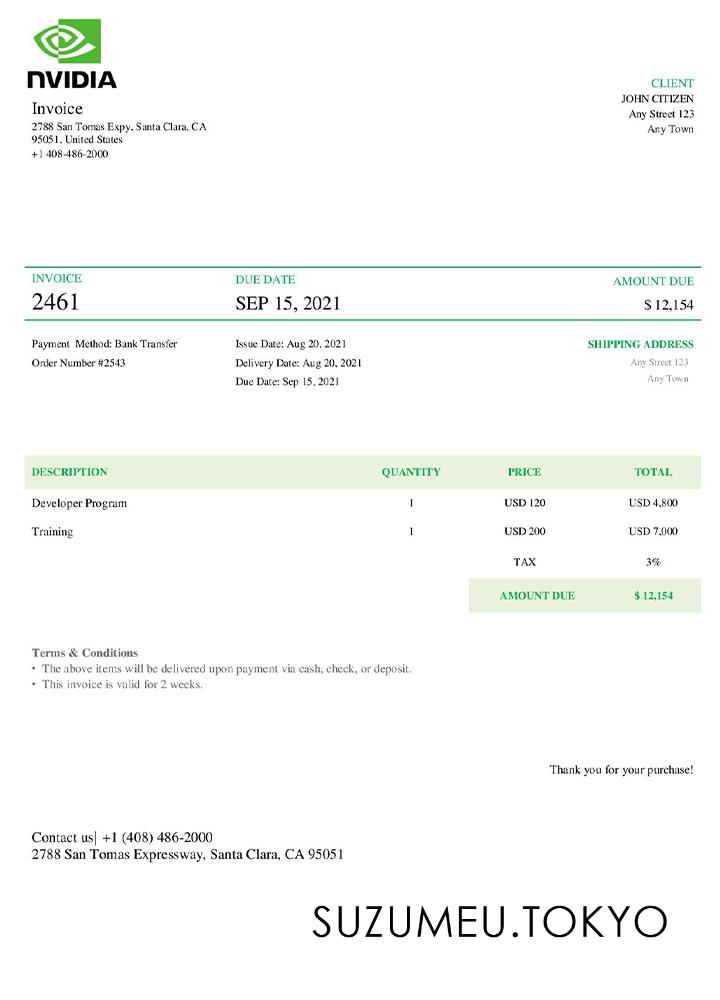 NVIDIA
Invoice
2788 San Tomas Expy, Santa Clara, CA
95051, United States
+1 408-486-2000
CLIENT
JOHN CITIZEN
Any Street 123
Any Town
INVOICE DUE DATE AMOUNT DUE
2461 SEP 15, 2021 $ 12,154
Payment Method: Bank Transfer Issue Date: Aug 20, 2021 SHIPPING ADDRESS
Order Number #2543 Delivery Date: Aug 20, 2021 Any Street 123
Due Date: Sep 15, 2021 Any Town
DESCRIPTION QUANTITY PRICE TOTAL
Developer Program 1 USD 120 USD 4,800
Training 1 USD 200 USD 7,000
TAX 3%
AMOUNT DUE $ 12,154
Terms & Conditions
• The above items will be delivered upon payment via cash, check, or deposit.
• This invoice is valid for 2 weeks.
Thank you for your purchase!
Contact us| +1 (408) 486-2000
2788 San Tomas Expressway, Santa Clara, CA 95051
SUZUMEU.TOKYO